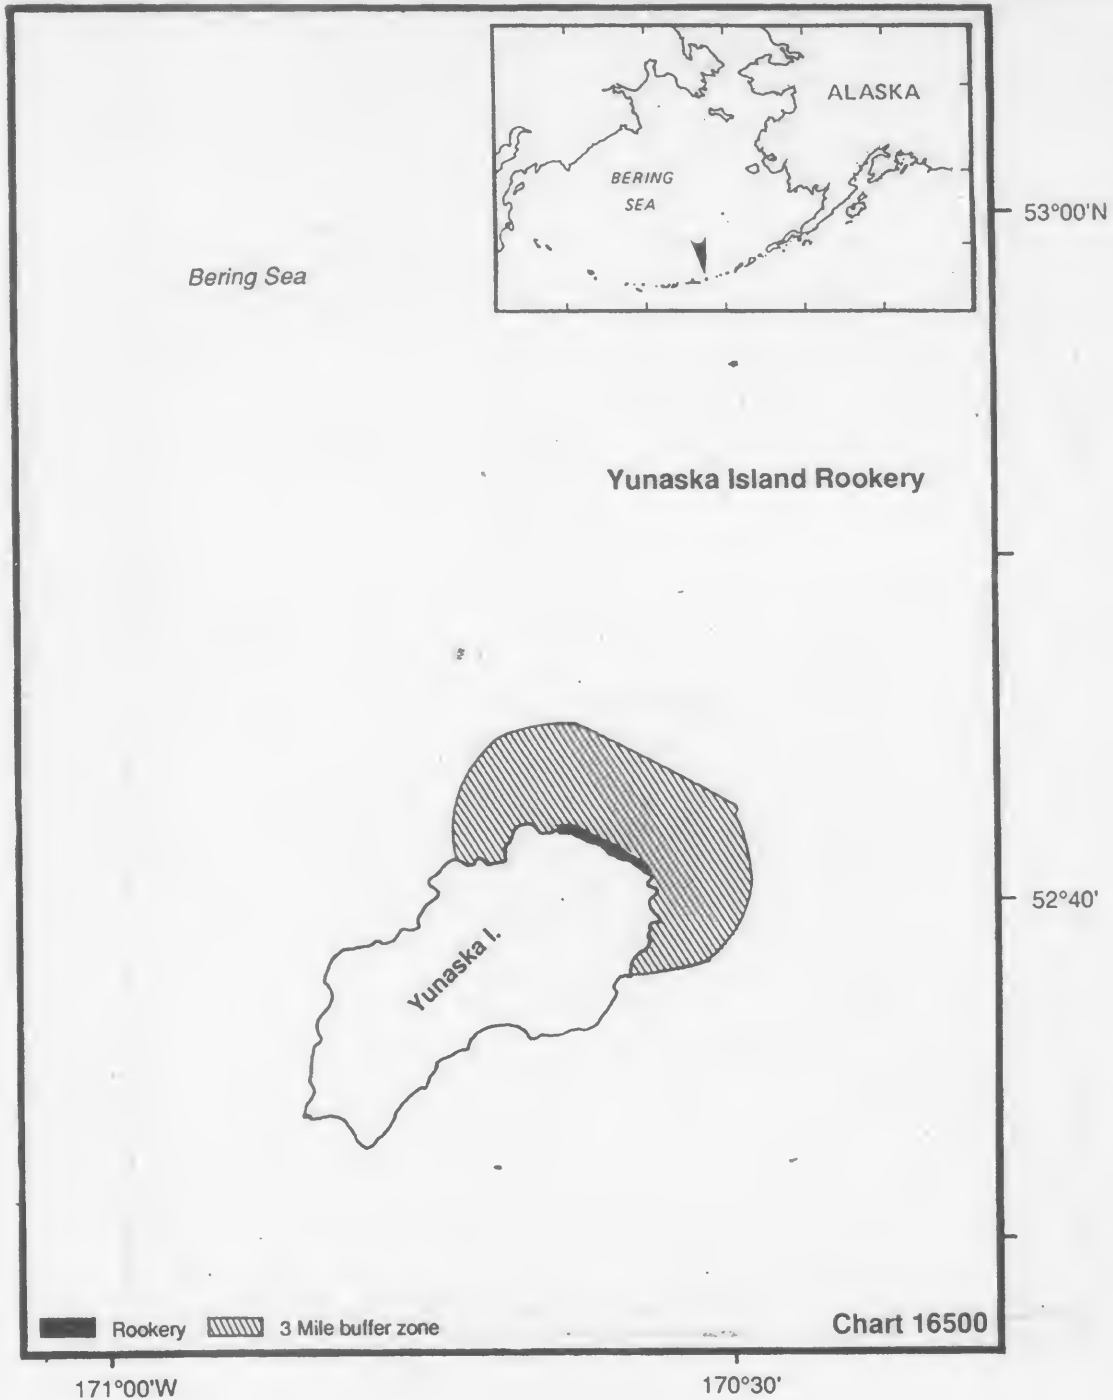 ALASKA
BERING
SEA
53°00'N
Bering Sea
Yunaska Island Rookery
52°40'
Yunaska I.
Rookery
3 Mile buffer zone
Chart 16500
171°00'W
170°30'